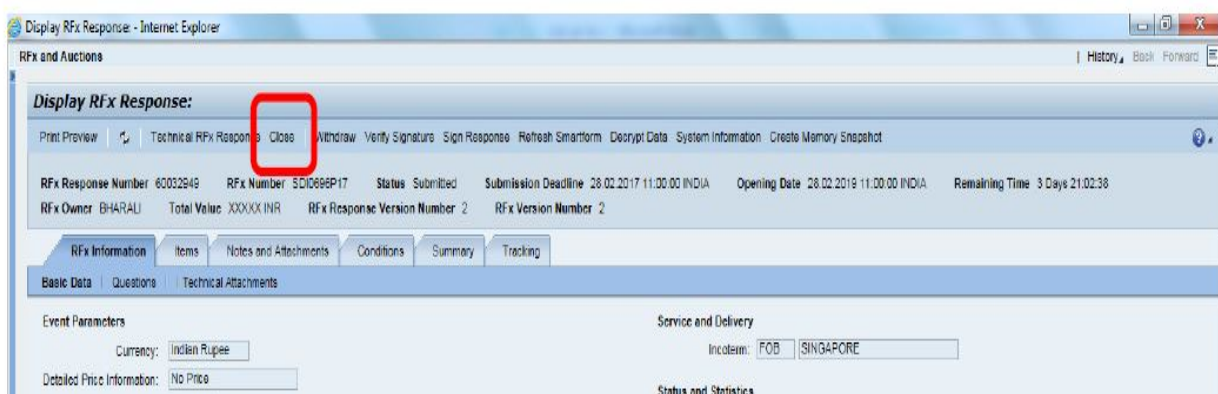 Display RFx Response: - Internet Explorer
RFx and Auctions | History Back Forward
Display RFx Response:
Print Preview | Technical RFx Response Close Withdraw Verify Signature Sign Response Refresh Smartform Decrypt Data System Information Create Memory Snapshot
RFx Response Number 60032949 RFx Number SDI0696P17 Status Submitted Submission Deadline 28.02.2017 11:00:00 INDIA Opening Date 28.02.2019 11:00:00 INDIA Remaining Time 3 Days 21:02:38
RFx Owner BHARALI Total Value XXXXX INR RFx Response Version Number 2 RFx Version Number 2
RFx Information Items Notes and Attachments Conditions Summary Tracking
Basic Data | Questions | Technical Attachments
Event Parameters Service and Delivery
Currency: Indian Rupee Incoterm: FOB SINGAPORE
Detailed Price Information: No Price
Status and Statistics